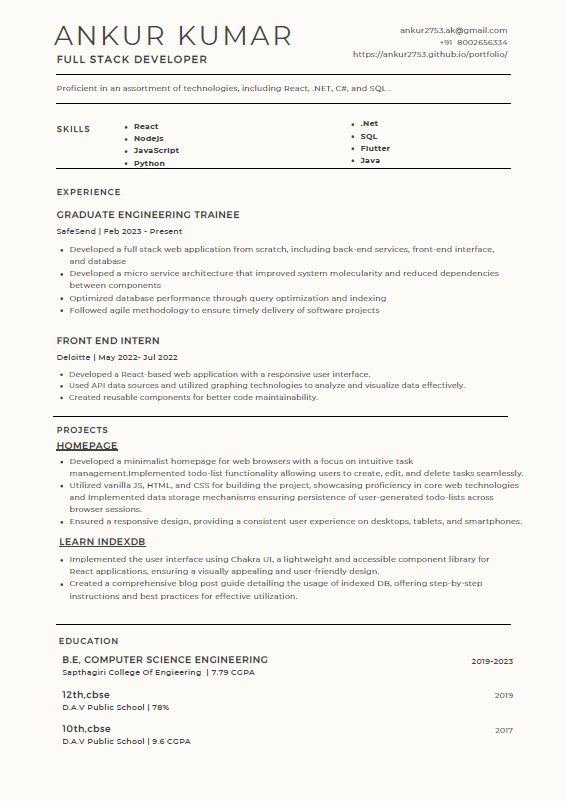 ANKUR KUMAR
FULL STACK DEVELOPER
ankur2753.ak@gmail.com
+91 8002656334
https://ankur2753.github.io/portfolio/
Proficient in an assortment of technologies, including React, .NET, C#, and SQL .
SKILLS
• React
• Nodejs
• JavaScript
• Python
• .Net
• SQL
• Flutter
• Java
EXPERIENCE
GRADUATE ENGINEERING TRAINEE
SafeSend | Feb 2023 - Present
• Developed a full stack web application from scratch, including back-end services, front-end interface,
and database
• Developed a micro service architecture that improved system molecularity and reduced dependencies
between components
• Optimized database performance through query optimization and indexing
• Followed agile methodology to ensure timely delivery of software projects
FRONT END INTERN
Deloitte | May 2022- Jul 2022
• Developed a React-based web application with a responsive user interface.
• Used API data sources and utilized graphing technologies to analyze and visualize data effectively.
• Created reusable components for better code maintainability.
PROJECTS
HOMEPAGE
• Developed a minimalist homepage for web browsers with a focus on intuitive task
management.Implemented todo-list functionality allowing users to create, edit, and delete tasks seamlessly.
• Utilized vanilla JS, HTML, and CSS for building the project, showcasing proficiency in core web technologies
and Implemented data storage mechanisms ensuring persistence of user-generated todo-lists across
browser sessions.
• Ensured a responsive design, providing a consistent user experience on desktops, tablets, and smartphones.
LEARN INDEXDB
• Implemented the user interface using Chakra UI, a lightweight and accessible component library for
React applications, ensuring a visually appealing and user-friendly design.
• Created a comprehensive blog post guide detailing the usage of indexed DB, offering step-by-step
instructions and best practices for effective utilization.
EDUCATION
B.E, COMPUTER SCIENCE ENGINEERING
2019-2023
Sapthagiri College Of Engieering | 7.79 CGPA
12th,cbse
2019
D.A.V Public School | 78%
10th,cbse
2017
D.A.V Public School | 9.6 CGPA